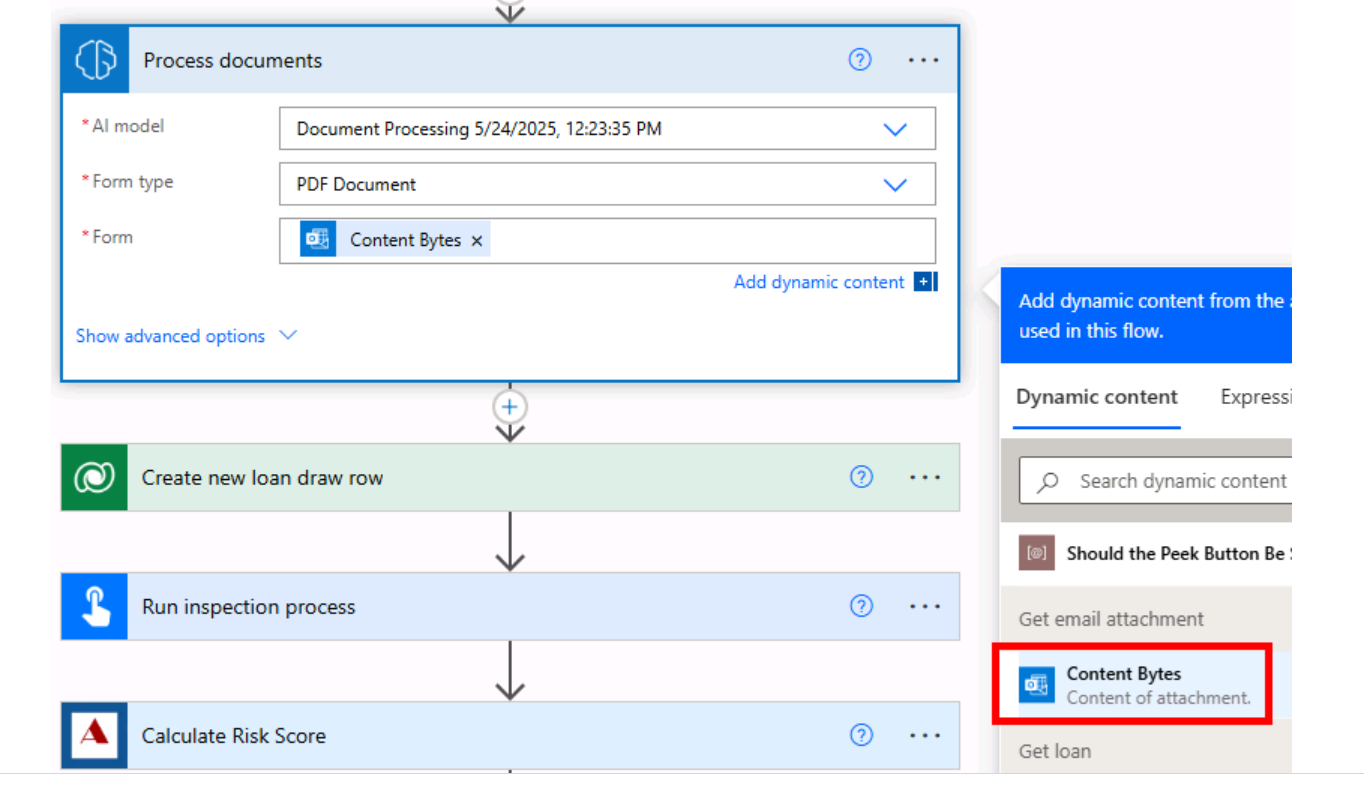 Process documents
* AI model
Document Processing 5/24/2025, 12:23:35 PM
* Form type
PDF Document
* Form
Content Bytes ×
Add dynamic content
Show advanced options
Create new loan draw row
Run inspection process
Calculate Risk Score
Add dynamic content from the
used in this flow.
Dynamic content
Expressi
Search dynamic content
Should the Peek Button Be
Get email attachment
Content Bytes
Content of attachment.
Get loan